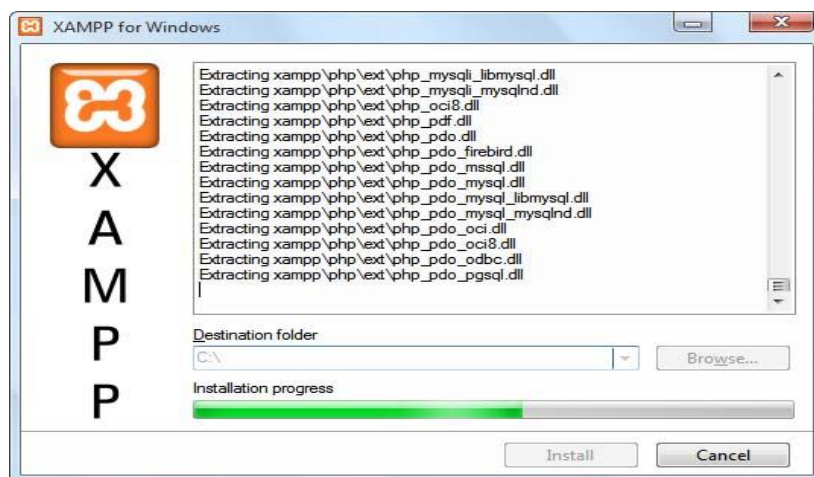 XAMPP for Windows
X
A
M
P
P
Extracting xampp\php\ext\php_mysqli_libmysql.dll
Extracting xampp\php\ext\php_mysqli_mysqlnd.dll
Extracting xampp\php\ext\php_oci8.dll
Extracting xampp\php\ext\php_pdf.dll
Extracting xampp\php\ext\php_pdo.dll
Extracting xampp\php\ext\php_pdo_firebird.dll
Extracting xampp\php\ext\php_pdo_mssql.dll
Extracting xampp\php\ext\php_pdo_mysql.dll
Extracting xampp\php\ext\php_pdo_mysql_libmysql.dll
Extracting xampp\php\ext\php_pdo_mysql_mysqlnd.dll
Extracting xampp\php\ext\php_pdo_oci.dll
Extracting xampp\php\ext\php_pdo_oci8.dll
Extracting xampp\php\ext\php_pdo_odbc.dll
Extracting xampp\php\ext\php_pdo_pgsql.dll
Destination folder
C:\
Browse...
Installation progress
Install
Cancel